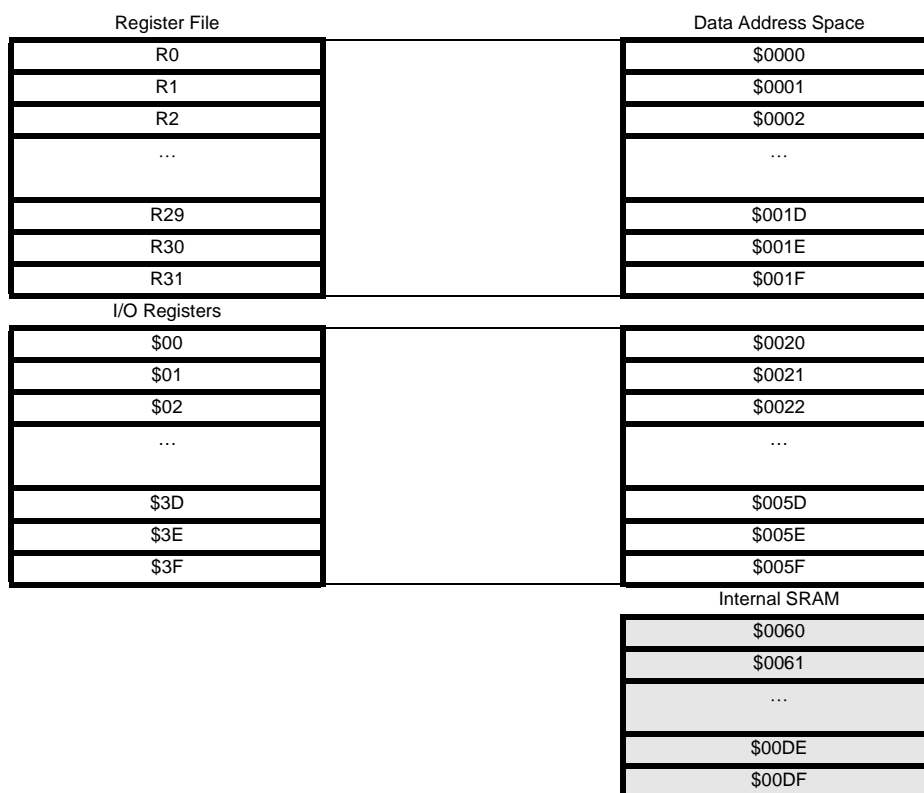 Register File Data Address Space
R0 $0000
R1 $0001
R2 $0002
… …
R29 $001D
R30 $001E
R31 $001F
I/O Registers
$00 $0020
$01 $0021
$02 $0022
… …
$3D $005D
$3E $005E
$3F $005F
Internal SRAM
$0060
$0061
…
$00DE
$00DF